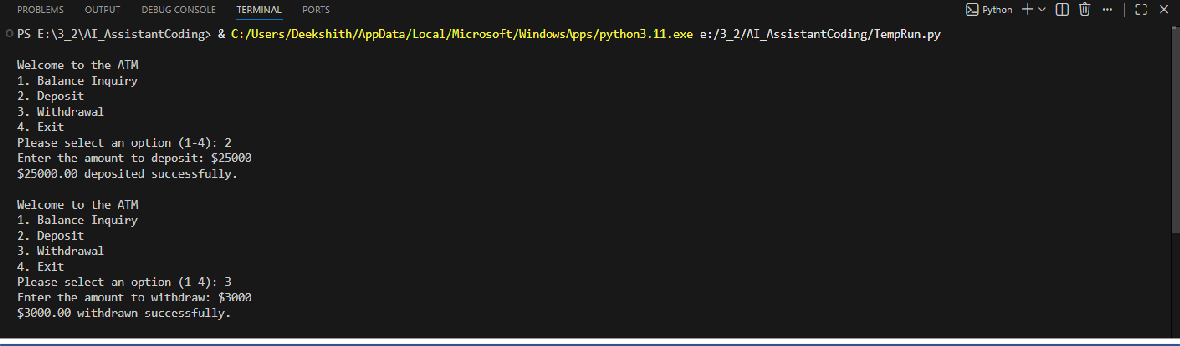 PROBLEMS OUTPUT DEBUG CONSOLE TERMINAL PORTS Python
PS E:\3_2\AI_AssistantCoding> & C:/Users/Deekshith/AppData/Local/Microsoft/WindowsApps/python3.11.exe e:/3_2/AI_AssistantCoding/TempRun.py
Welcome to the ATM
1. Balance Inquiry
2. Deposit
3. Withdrawal
4. Exit
Please select an option (1-4): 2
Enter the amount to deposit: $25000
$25000.00 deposited successfully.
Welcome to the ATM
1. Balance Inquiry
2. Deposit
3. Withdrawal
4. Exit
Please select an option (1-4): 3
Enter the amount to withdraw: $3000
$3000.00 withdrawn successfully.